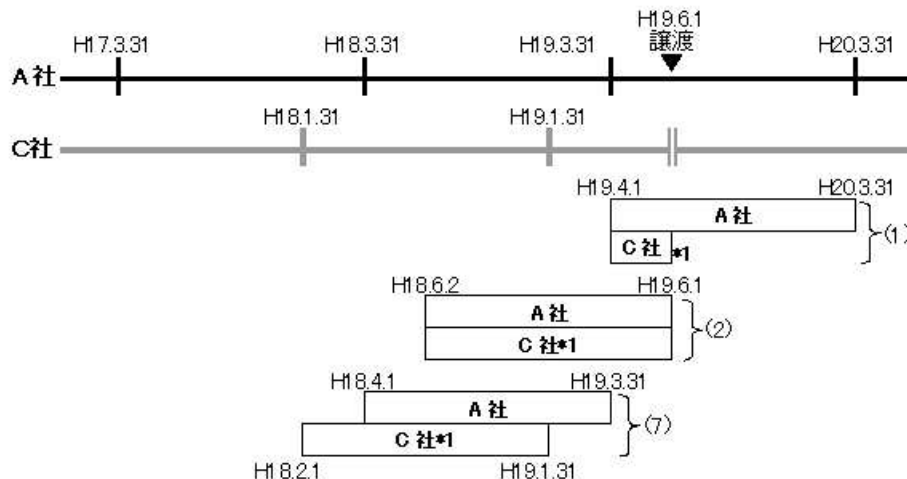 H19.6.1
H17.3.31 H18.3.31 H19.3.31 譲渡 H20.3.31
A社
H18.1.31 H19.1.31
C社
H19.4.1 H20.3.31
A社
(1)
C社 *1
H18.6.2 H19.6.1
A社
(2)
C社*1
H18.4.1 H19.3.31
A社
(7)
C社*1
H18.2.1 H19.1.31